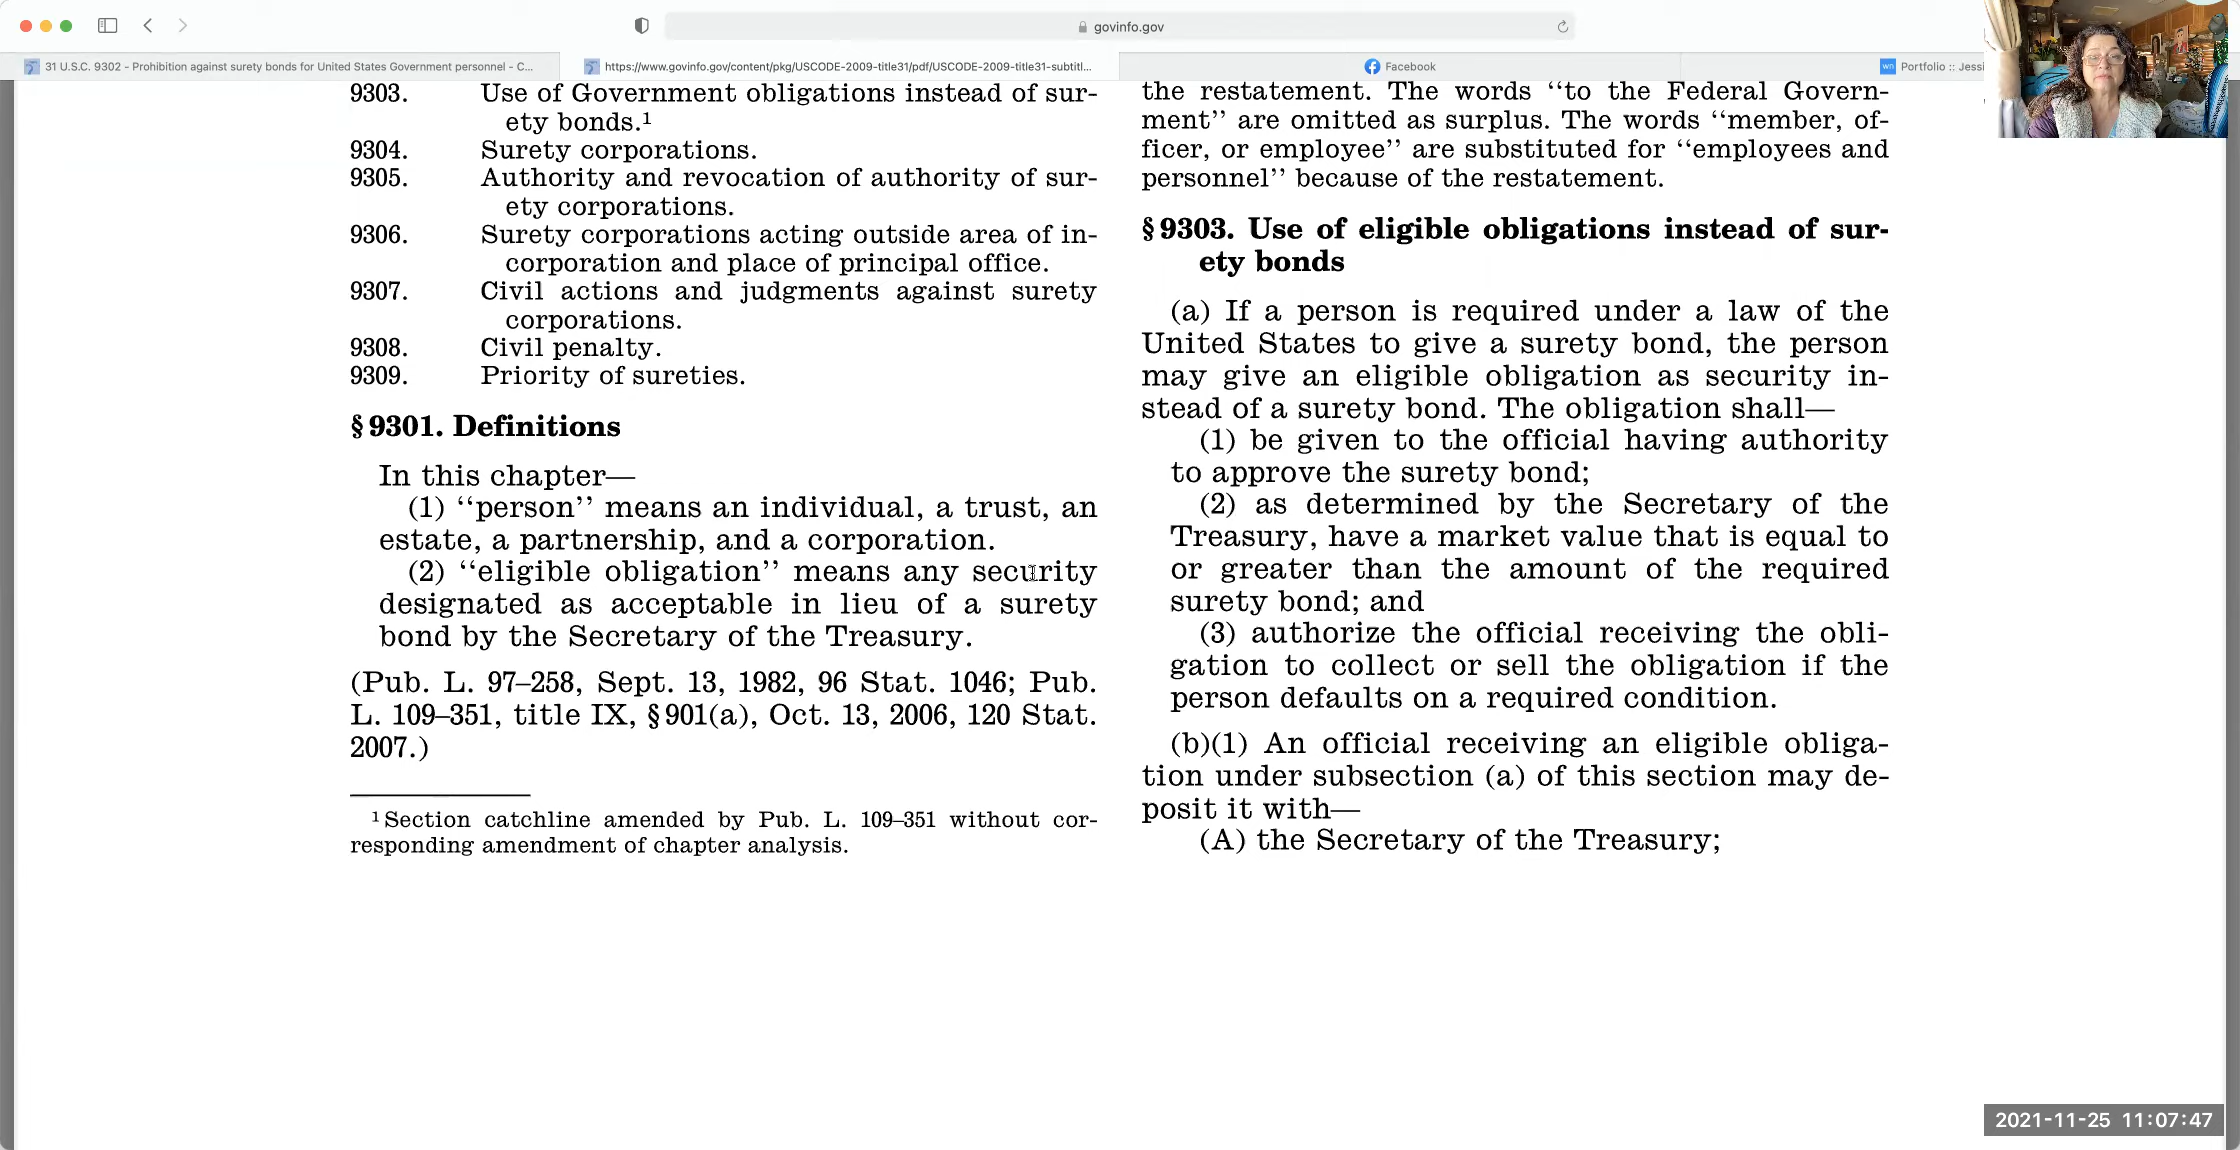 govinfo.gov
31 U.S.C. 9302 - Prohibition against surety bonds for United States Government personnel - C...
https://www.govinfo.gov/content/pkg/USCODE-2009-title31/pdf/USCODE-2009-title31-subtitl...
Facebook
wn Portfolio :: Jessi
9303. Use of Government obligations instead of sur-
ety bonds.¹
9304. Surety corporations.
9305. Authority and revocation of authority of sur-
ety corporations.
9306. Surety corporations acting outside area of in-
corporation and place of principal office.
9307. Civil actions and judgments against surety
corporations.
9308. Civil penalty.
9309. Priority of sureties.
§ 9301. Definitions
In this chapter—
(1) ‘‘person’’ means an individual, a trust, an
estate, a partnership, and a corporation.
(2) ‘‘eligible obligation’’ means any security
designated as acceptable in lieu of a surety
bond by the Secretary of the Treasury.
(Pub. L. 97–258, Sept. 13, 1982, 96 Stat. 1046; Pub.
L. 109–351, title IX, § 901(a), Oct. 13, 2006, 120 Stat.
2007.)
¹ Section catchline amended by Pub. L. 109–351 without cor-
responding amendment of chapter analysis.
the restatement. The words ‘‘to the Federal Govern-
ment’’ are omitted as surplus. The words ‘‘member, of-
ficer, or employee’’ are substituted for ‘‘employees and
personnel’’ because of the restatement.
§ 9303. Use of eligible obligations instead of sur-
ety bonds
(a) If a person is required under a law of the
United States to give a surety bond, the person
may give an eligible obligation as security in-
stead of a surety bond. The obligation shall—
(1) be given to the official having authority
to approve the surety bond;
(2) as determined by the Secretary of the
Treasury, have a market value that is equal to
or greater than the amount of the required
surety bond; and
(3) authorize the official receiving the obli-
gation to collect or sell the obligation if the
person defaults on a required condition.
(b)(1) An official receiving an eligible obliga-
tion under subsection (a) of this section may de-
posit it with—
(A) the Secretary of the Treasury;
2021-11-25 11:07:47